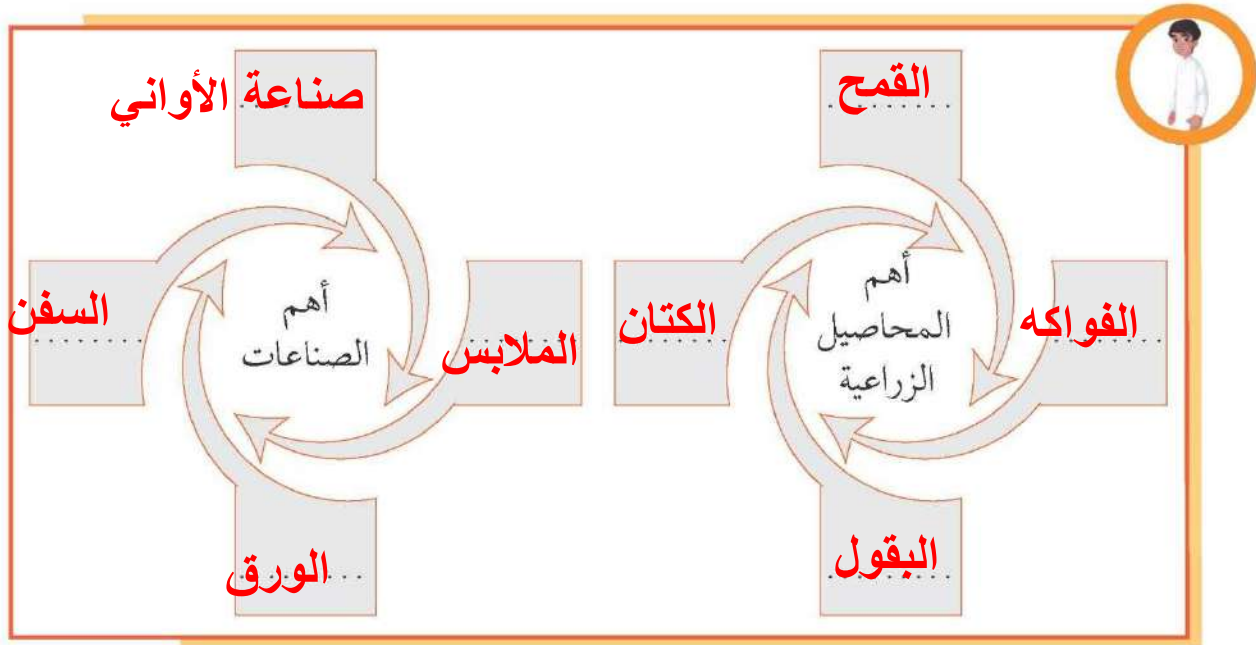 القمح
الفواكه
البقول
الكتان
أهم
المحاصيل
الزراعية
صناعة الأواني
الملابس
الورق
السفن
أهم
الصناعات